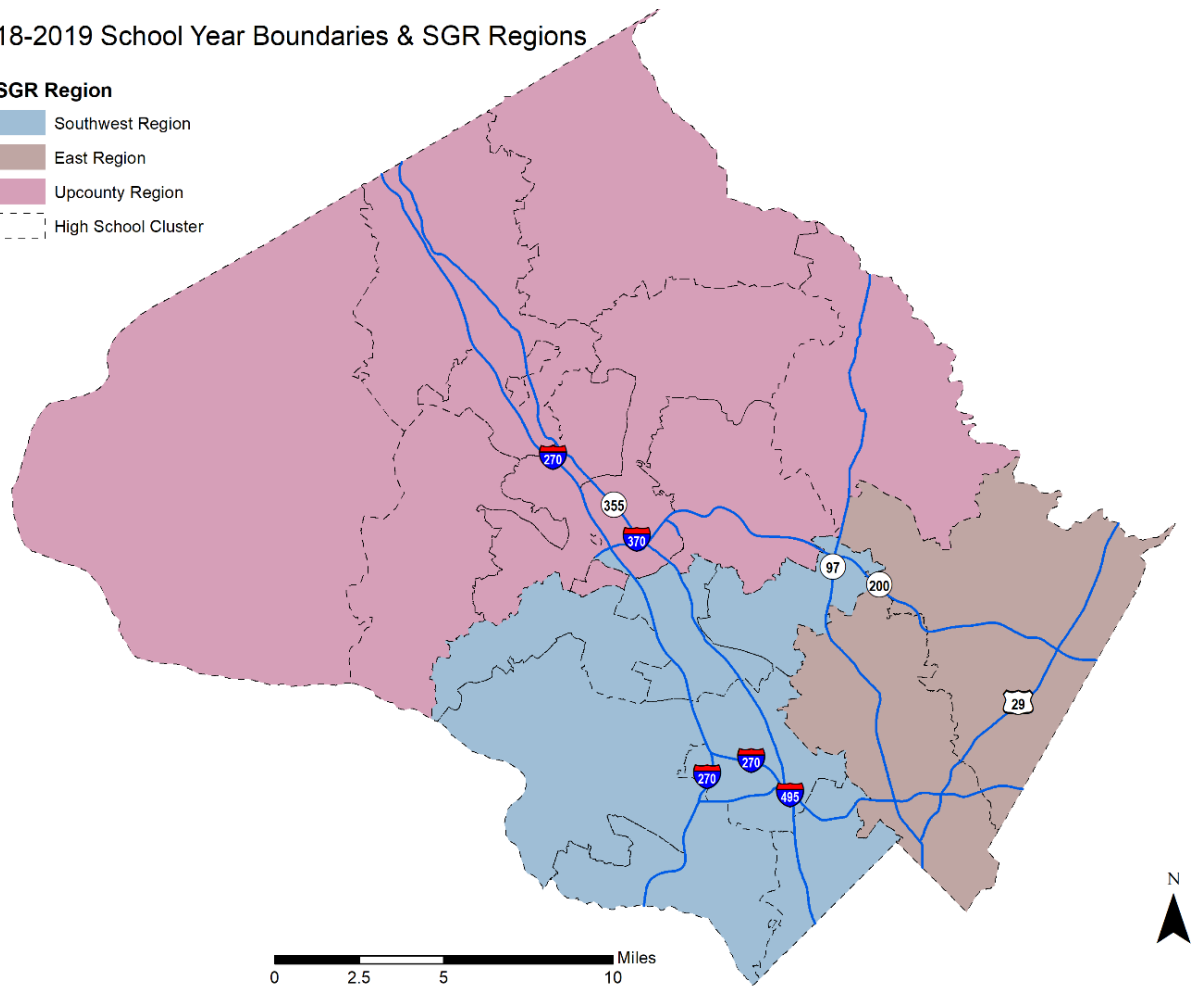 18-2019 School Year Boundaries & SGR Regions
SGR Region
Southwest Region
East Region
Upcounty Region
High School Cluster
270
355
370
97
200
29
270
270
495
N
Miles
0 2.5 5 10